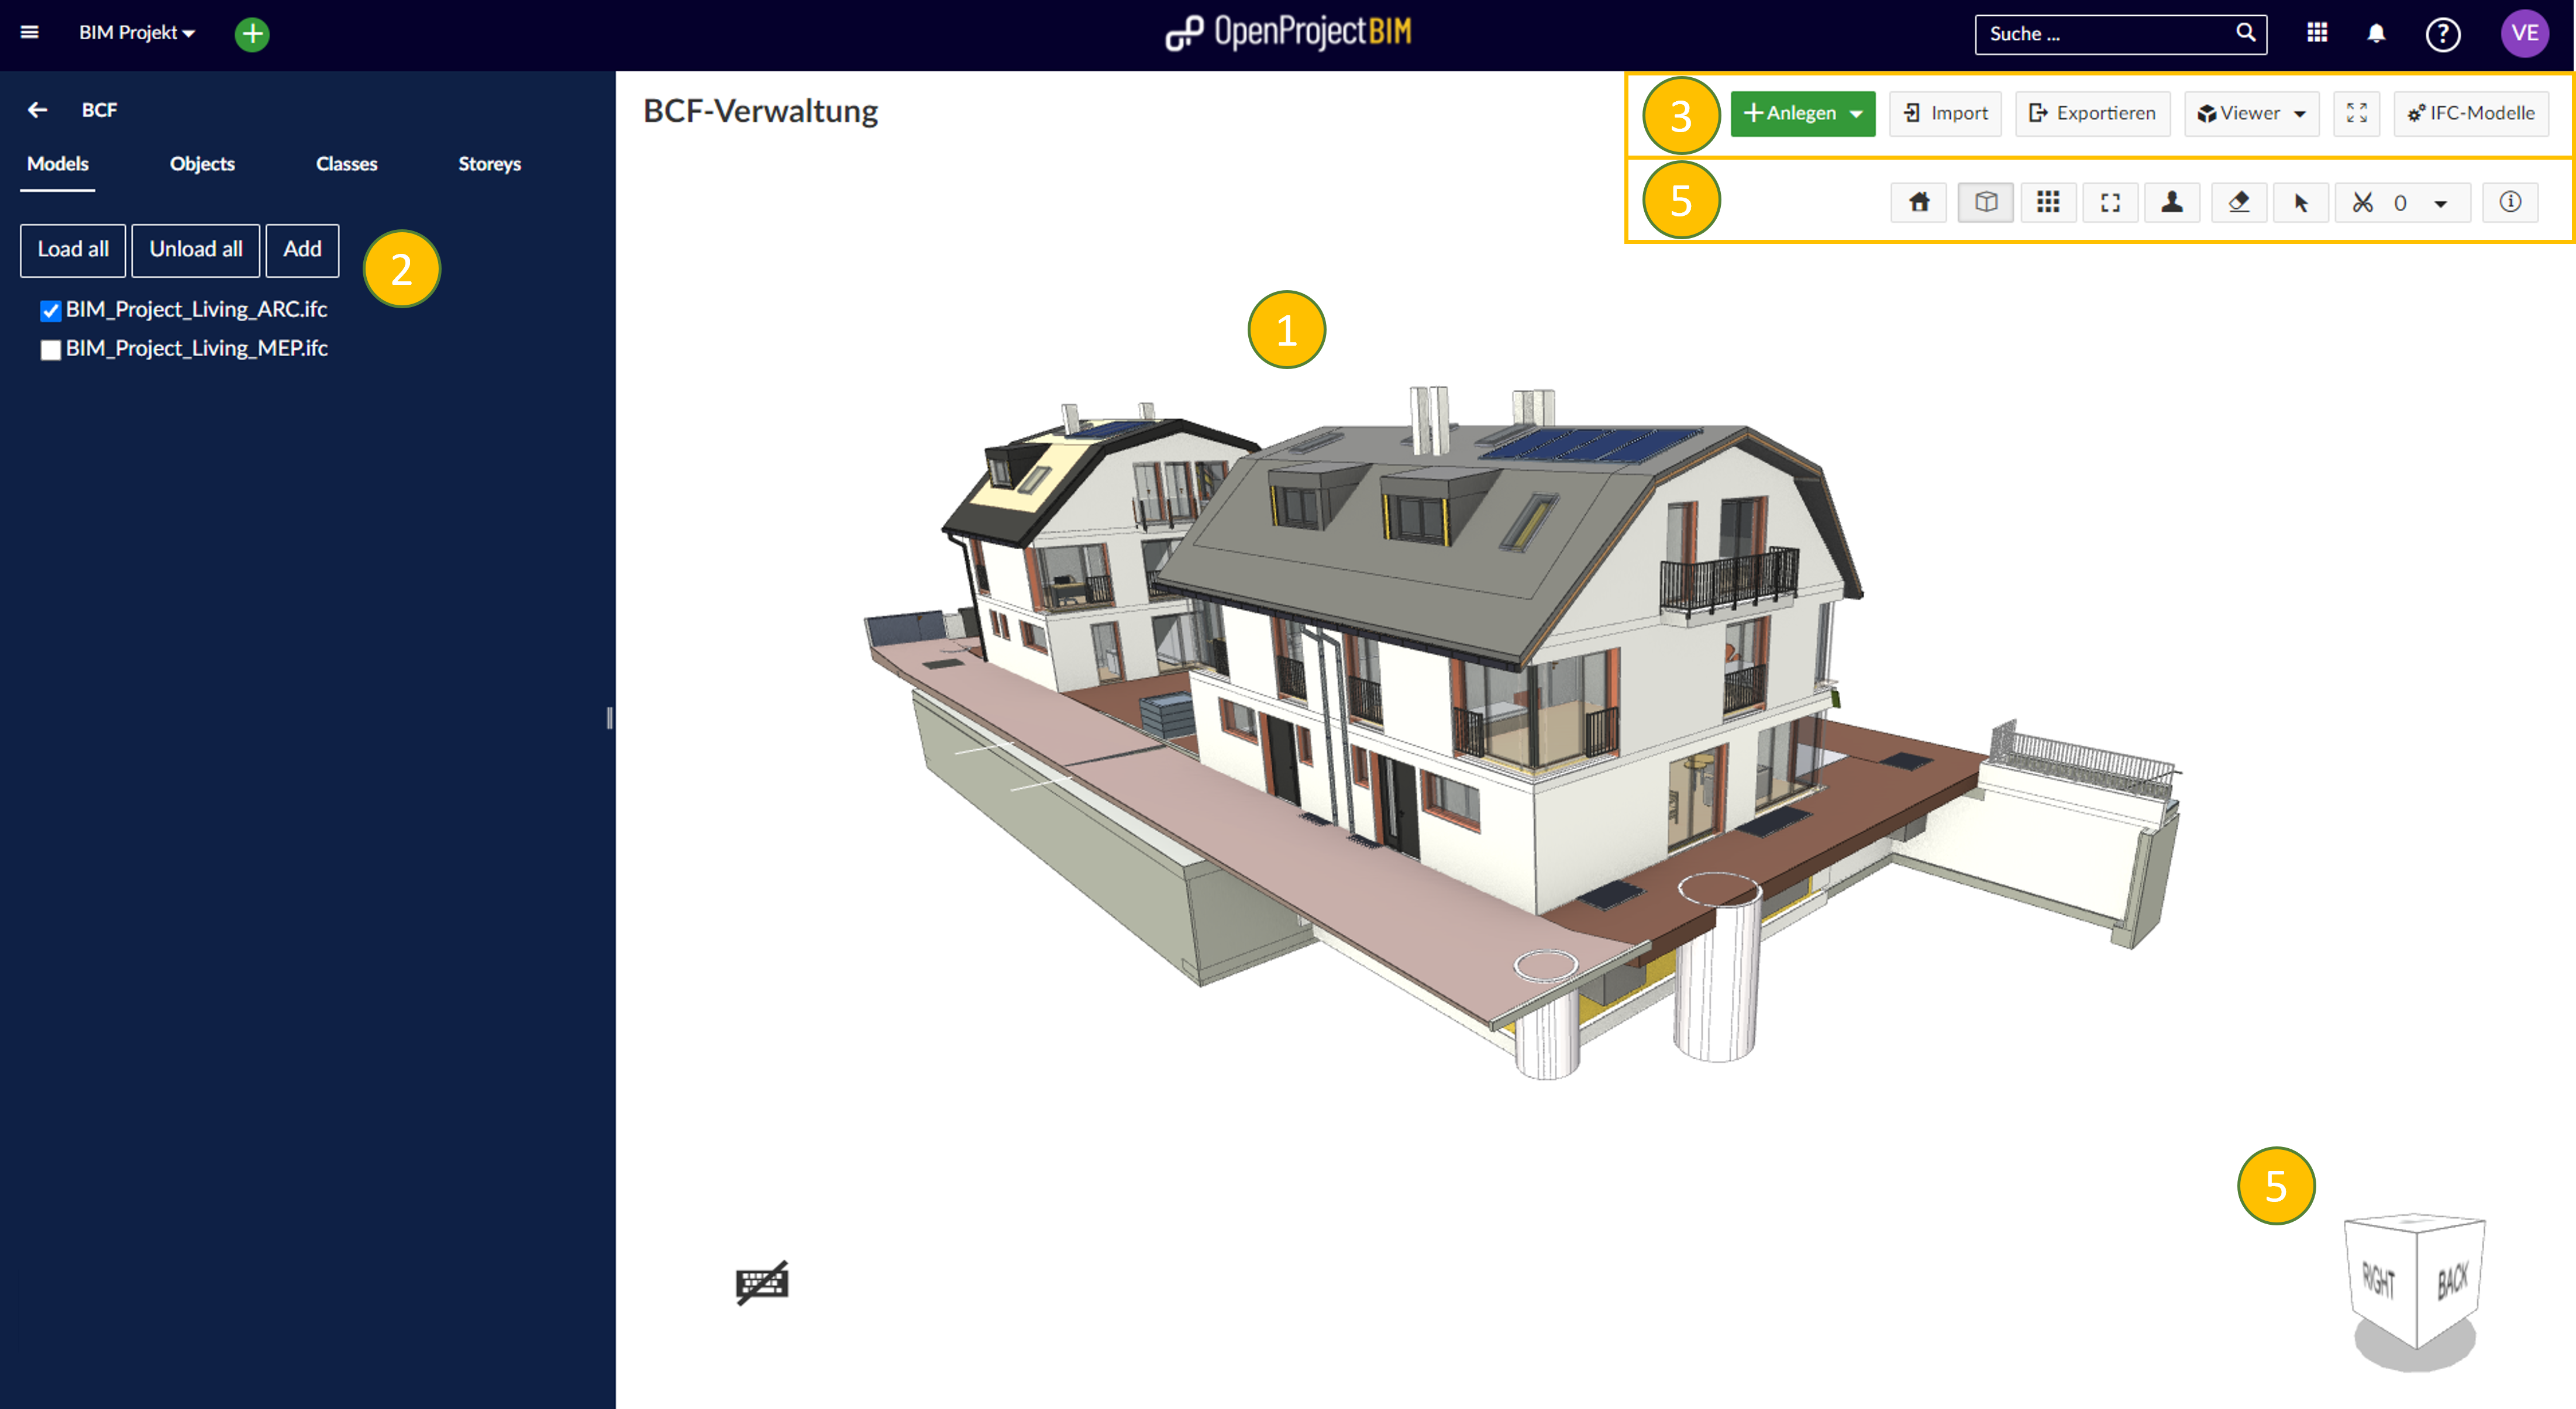 BIM Projekt
OpenProjectBIM
Suche ...
VE
BCF
Models Objects Classes Storeys
Load all Unload all Add
2
BIM_Project_Living_ARC.ifc
BIM_Project_Living_MEP.ifc
BCF-Verwaltung
3
Anlegen Import Exportieren Viewer IFC-Modelle
5
0
1
5
RIGHT BACK